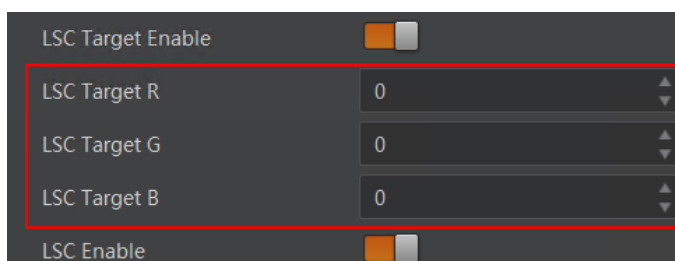 LSC Target Enable
LSC Target R 0
LSC Target G 0
LSC Target B 0
LSC Enable